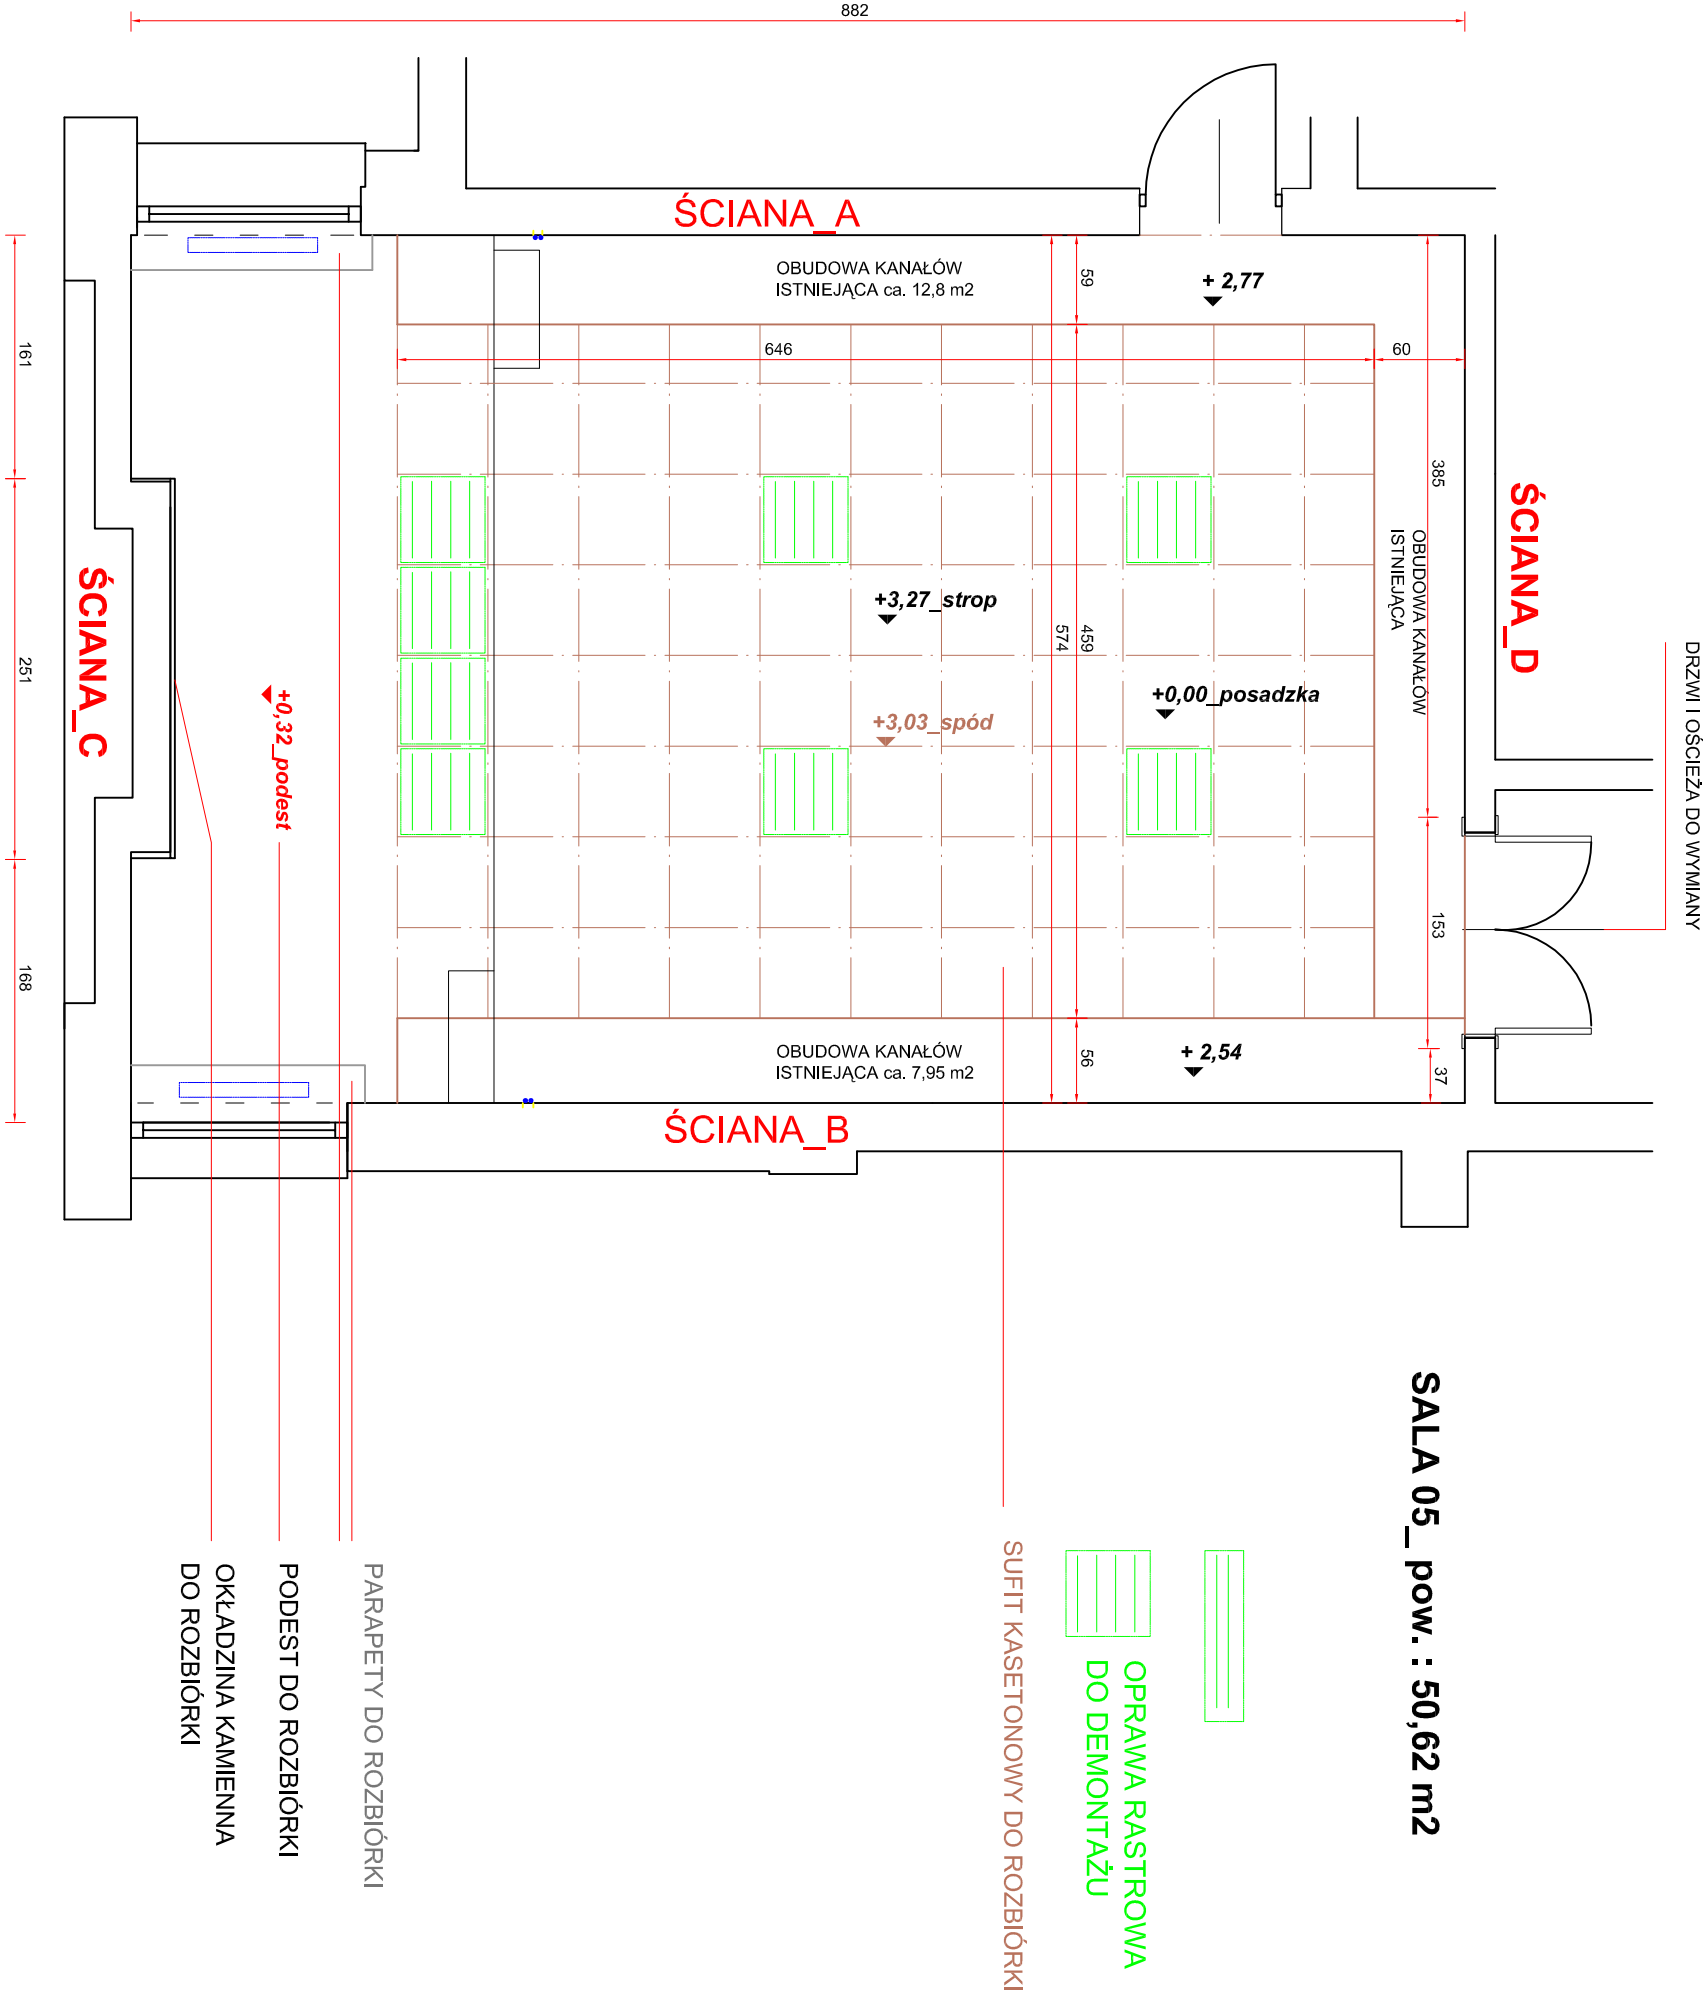 882
ŚCIANA_A
OBUDOWA KANAŁÓW
ISTNIEJĄCA ca. 12,8 m2
59
+ 2,77
646
60
161
385
ŚCIANA_D
OBUDOWA KANAŁÓW
ISTNIEJĄCA
DRZWI I OŚCIEŻA DO WYMIANY
+3,27_strop
459
574
+0,00_posadzka
+3,03_spód
ŚCIANA_C
251
+0,32_podest
153
168
OBUDOWA KANAŁÓW
ISTNIEJĄCA ca. 7,95 m2
56
+ 2,54
37
ŚCIANA_B
SALA 05_ pow. : 50,62 m2
OPRAWA RASTROWA
DO DEMONTAŻU
SUFIT KASETONOWY DO ROZBIÓRKI
PARAPETY DO ROZBIÓRKI
PODEST DO ROZBIÓRKI
OKŁADZINA KAMIENNA
DO ROZBIÓRKI